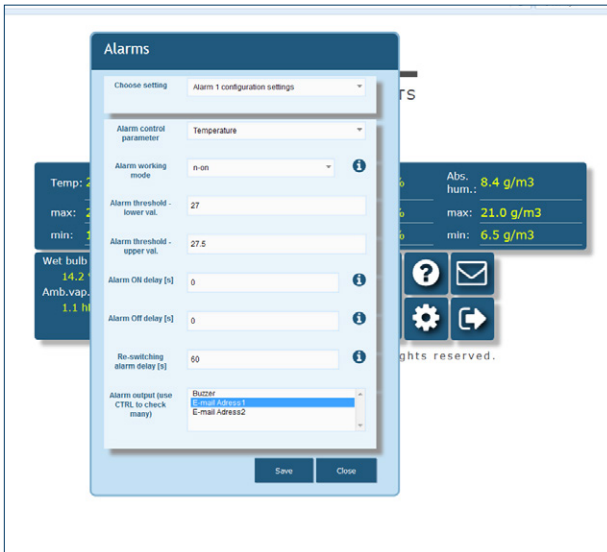 Alarms
Choose setting
Alarm 1 configuration settings
TS
Alarm control
parameter
Temperature
Alarm working
mode
n-on
Temp:
Abs.
hum.:
8.4 g/m3
Alarm threshold -
lower val.
27
max:
max: 21.0 g/m3
min:
min: 6.5 g/m3
Alarm threshold -
upper val.
27.5
Wet bulb
14.2
Amb.vap.
Alarm ON delay [s]
0
?
1.1
Alarm Off delay [s]
0
Re-switching
alarm delay [s]
60
ghts reserved.
Alarm output (use
CTRL to check
many)
Buzzer
E-mail Adress1
E-mail Adress2
Save
Close